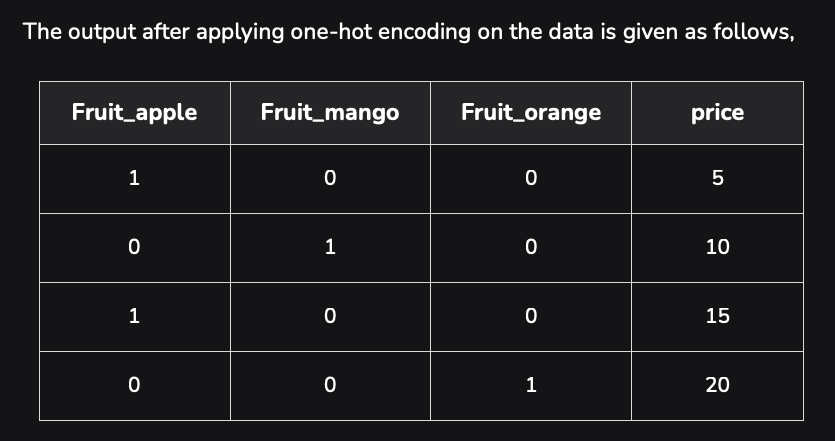 The output after applying one-hot encoding on the data is given as follows,
Fruit_apple Fruit_mango Fruit_orange price
1 0 0 5
0 1 0 10
1 0 0 15
0 0 1 20